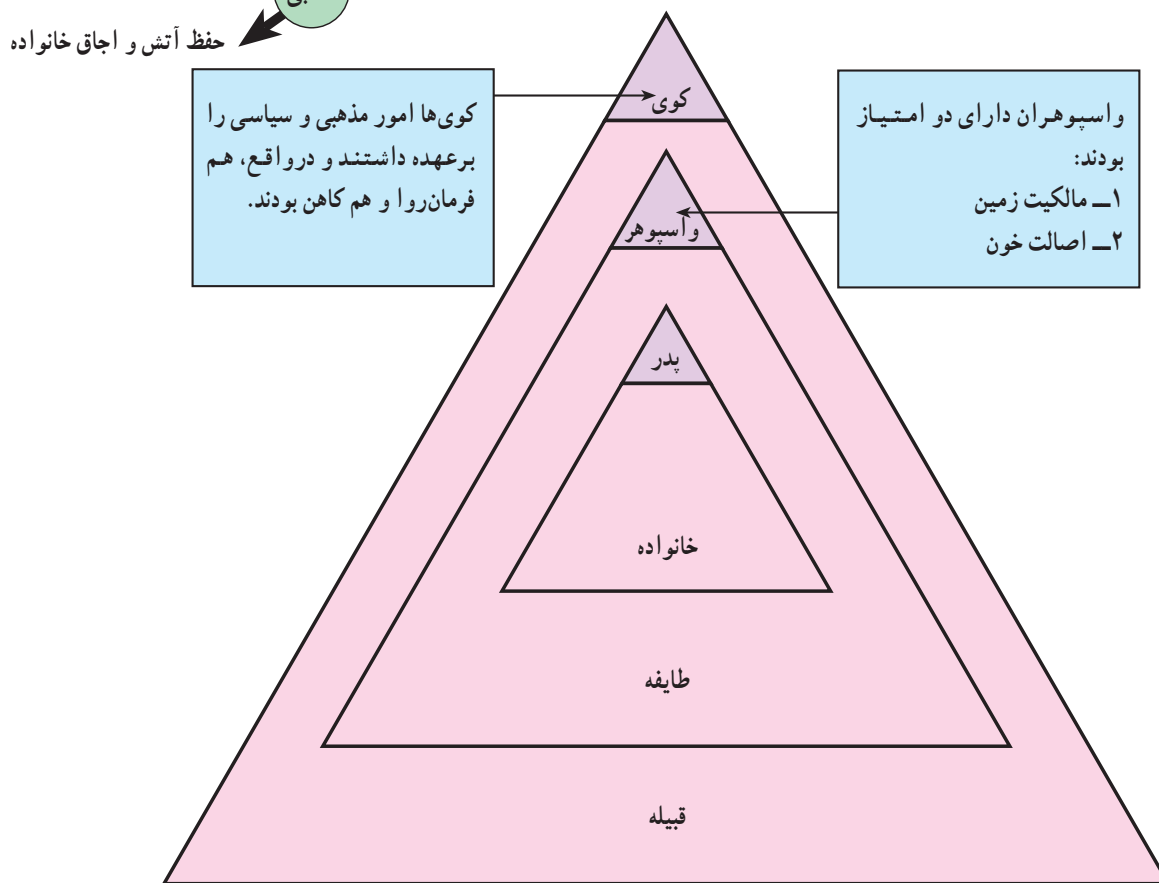 حفظ آتش و اجاق خانواده
واسپوهران دارای دو امتیاز
بودند:
۱ــ مالکیت زمین
۲ــ اصالت خون
کوی‌ها امور مذهبی و سیاسی را
برعهده داشتند و درواقع، هم
فرمان‌روا و هم کاهن بودند.
کوی
واسپوهر
پدر
خانواده
طایفه
قبیله